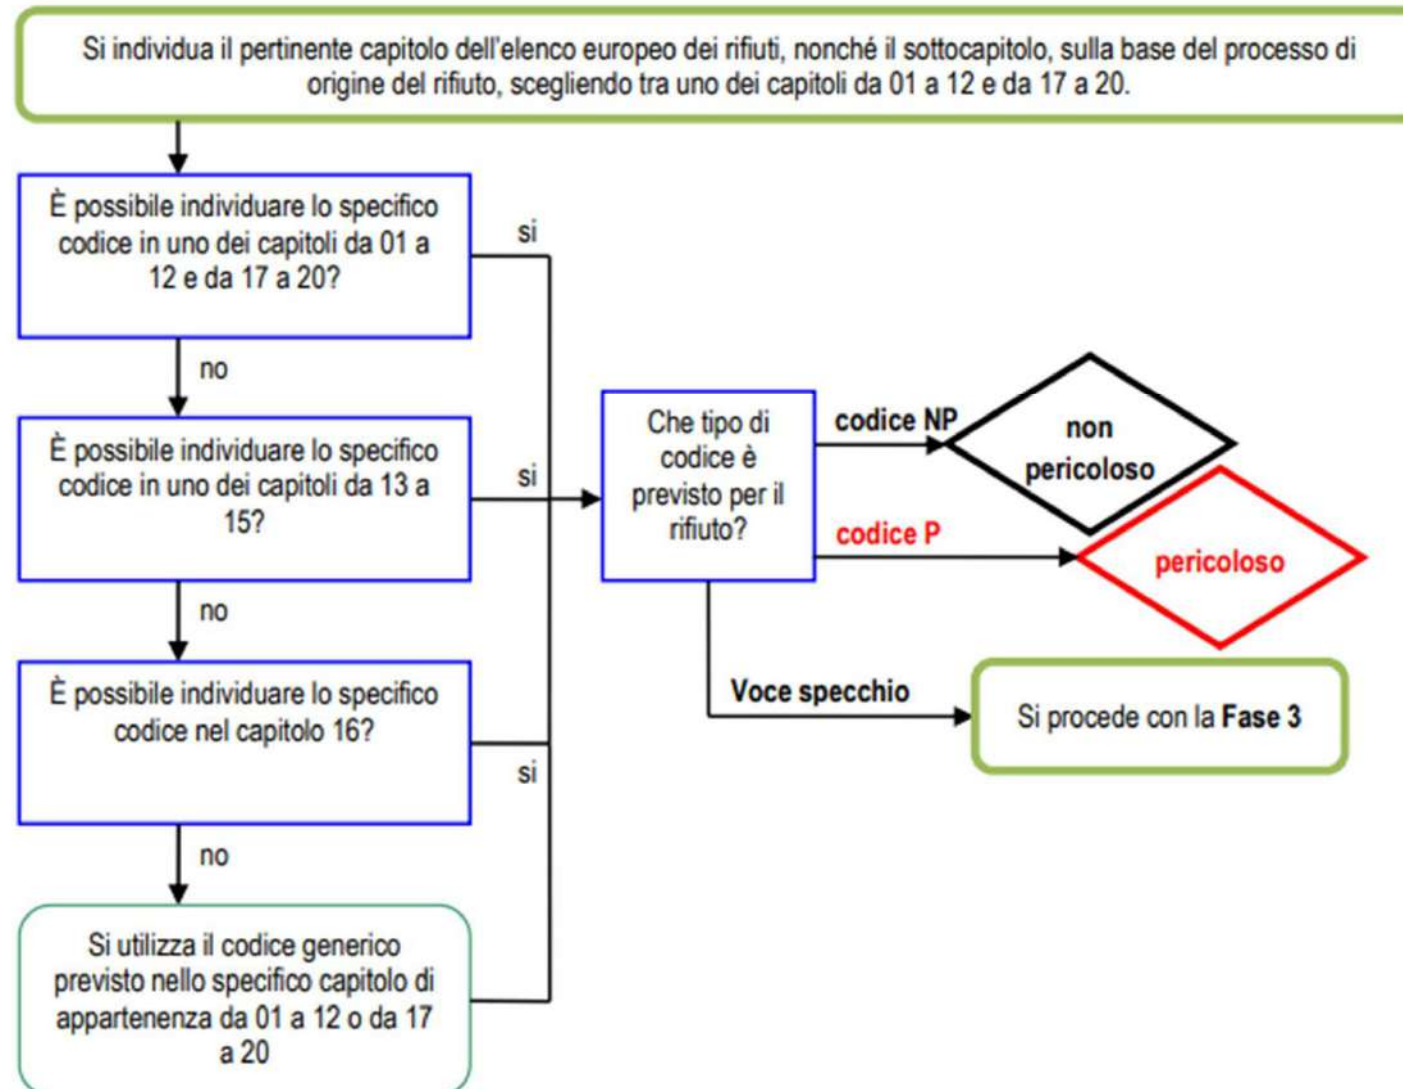 Si individua il pertinente capitolo dell'elenco europeo dei rifiuti, nonché il sottocapitolo, sulla base del processo di
origine del rifiuto, scegliendo tra uno dei capitoli da 01 a 12 e da 17 a 20.
È possibile individuare lo specifico
codice in uno dei capitoli da 01 a
12 e da 17 a 20?
si
no
È possibile individuare lo specifico
codice in uno dei capitoli da 13 a
15?
si
no
È possibile individuare lo specifico
codice nel capitolo 16?
si
no
Si utilizza il codice generico
previsto nello specifico capitolo di
appartenenza da 01 a 12 o da 17
a 20
Che tipo di
codice è
previsto per il
rifiuto?
codice NP
non
pericoloso
codice P
pericoloso
Voce specchio
Si procede con la Fase 3